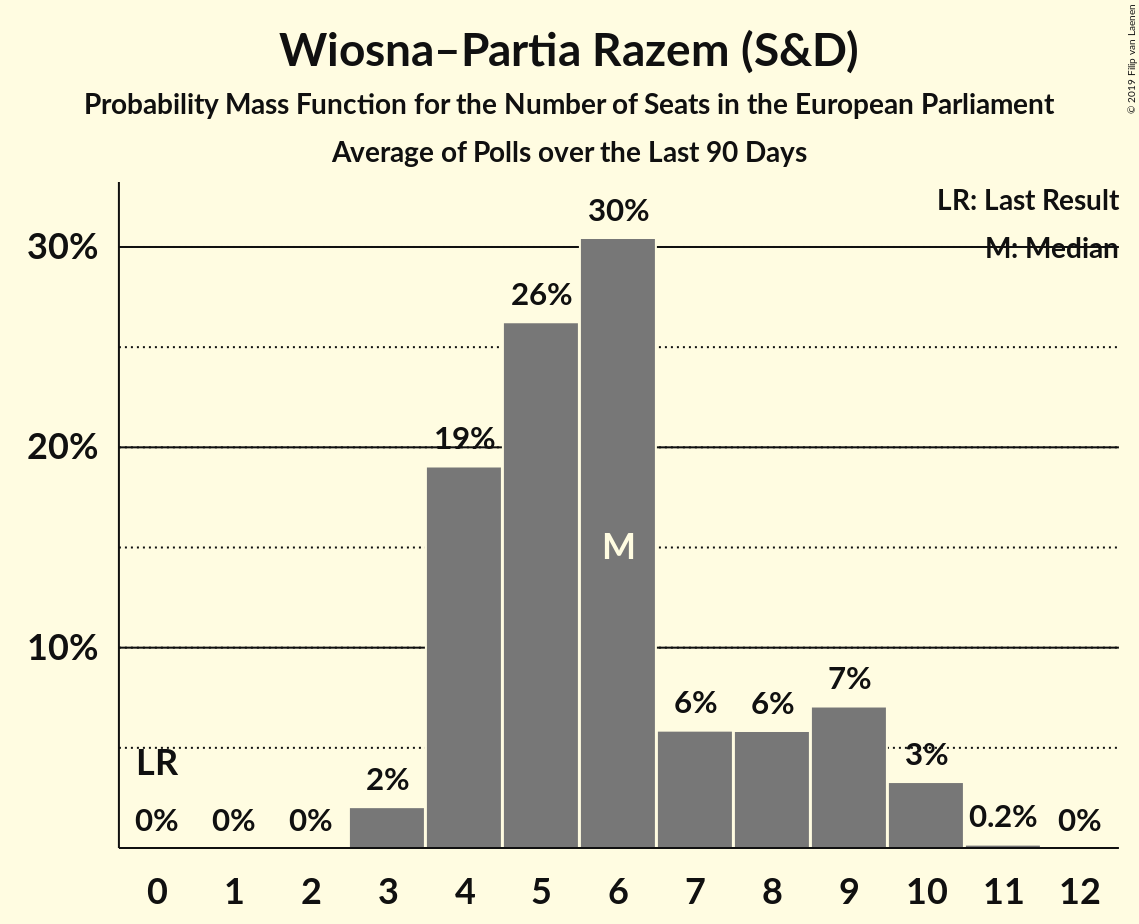 Wiosna–Partia Razem (S&D)
Probability Mass Function for the Number of Seats in the European Parliament
Average of Polls over the Last 90 Days
© 2019 Filip van Laenen
LR: Last Result
M: Median
30%
20%
10%
0% 0% 0% 2% 19% 26% 30% 6% 6% 7% 3% 0.2% 0%
LR
M
0 1 2 3 4 5 6 7 8 9 10 11 12